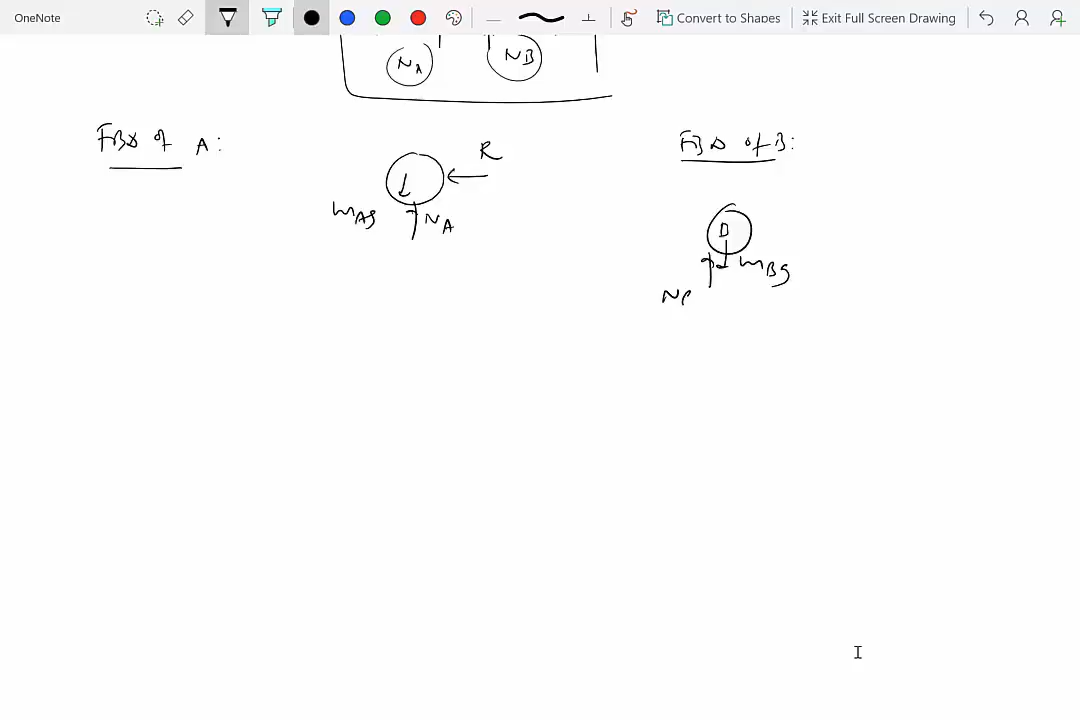 OneNote
Convert to Shapes
Exit Full Screen Drawing
NA
NB
FBD of A:
R
mAg
NA
FBD of B:
B
mBg